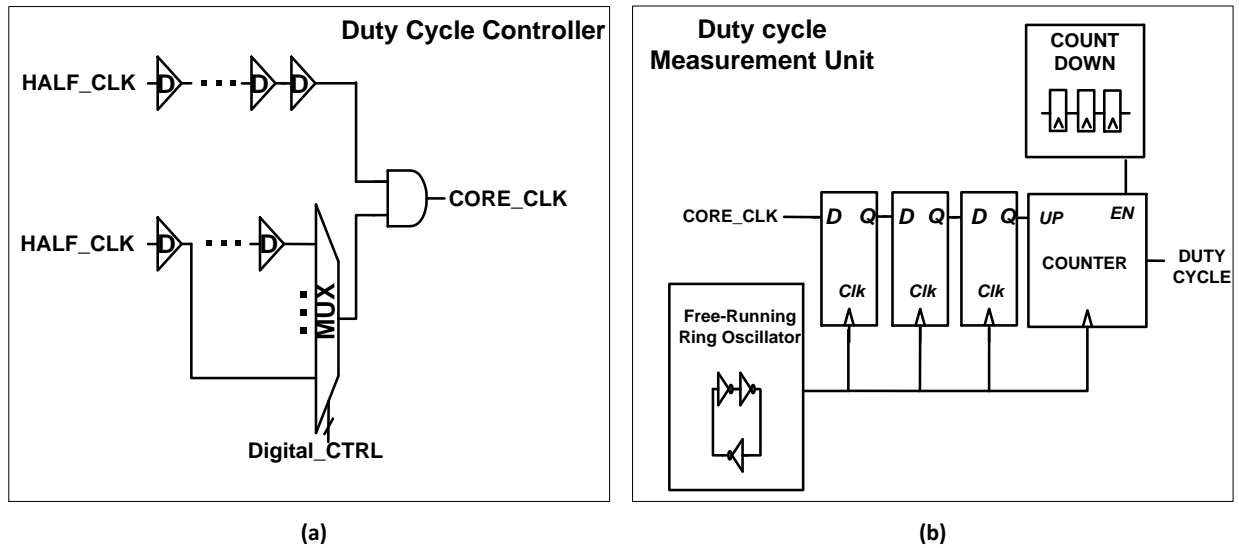 Duty Cycle Controller
HALF_CLK
D
D
D
CORE_CLK
HALF_CLK
D
D
MUX
Digital_CTRL
(a)
Duty cycle
Measurement Unit
COUNT
DOWN
CORE_CLK
D Q
D Q
D Q
UP
EN
COUNTER
DUTY
CYCLE
Clk
Clk
Clk
Free-Running
Ring Oscillator
(b)